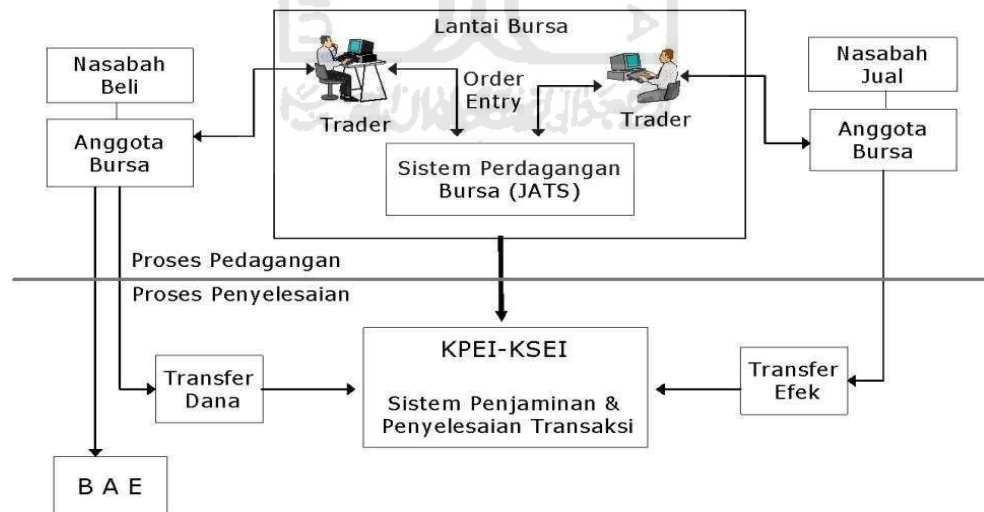 Lantai Bursa
Nasabah
Beli
Nasabah
Jual
Order
Entry
Trader
Trader
Anggota
Bursa
Anggota
Bursa
Sistem Perdagangan
Bursa (JATS)
Proses Pedagangan
Proses Penyelesaian
KPEI-KSEI
Sistem Penjaminan &
Penyelesaian Transaksi
Transfer
Dana
Transfer
Efek
B A E